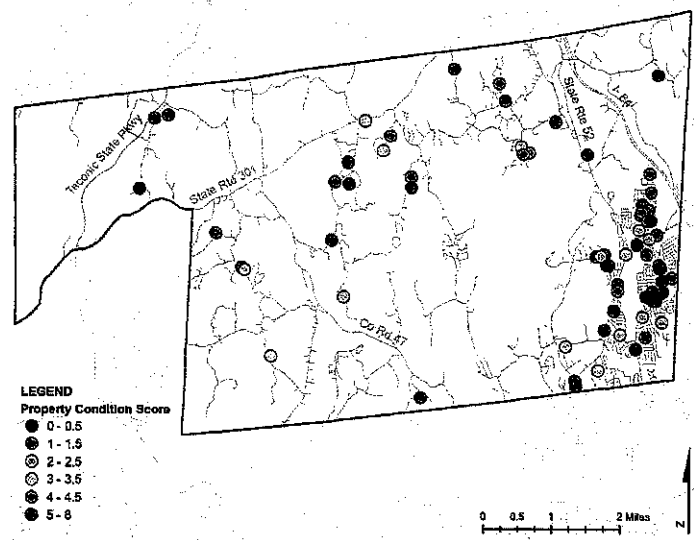 Taconic State Pkwy
State Rte 301
State Rte 52
I-84
Co Rd 47
LEGEND
Property Condition Score
0 - 0.5
1 - 1.5
2 - 2.5
3 - 3.5
4 - 4.5
5 - 6
0 0.5 1 2 Miles
N